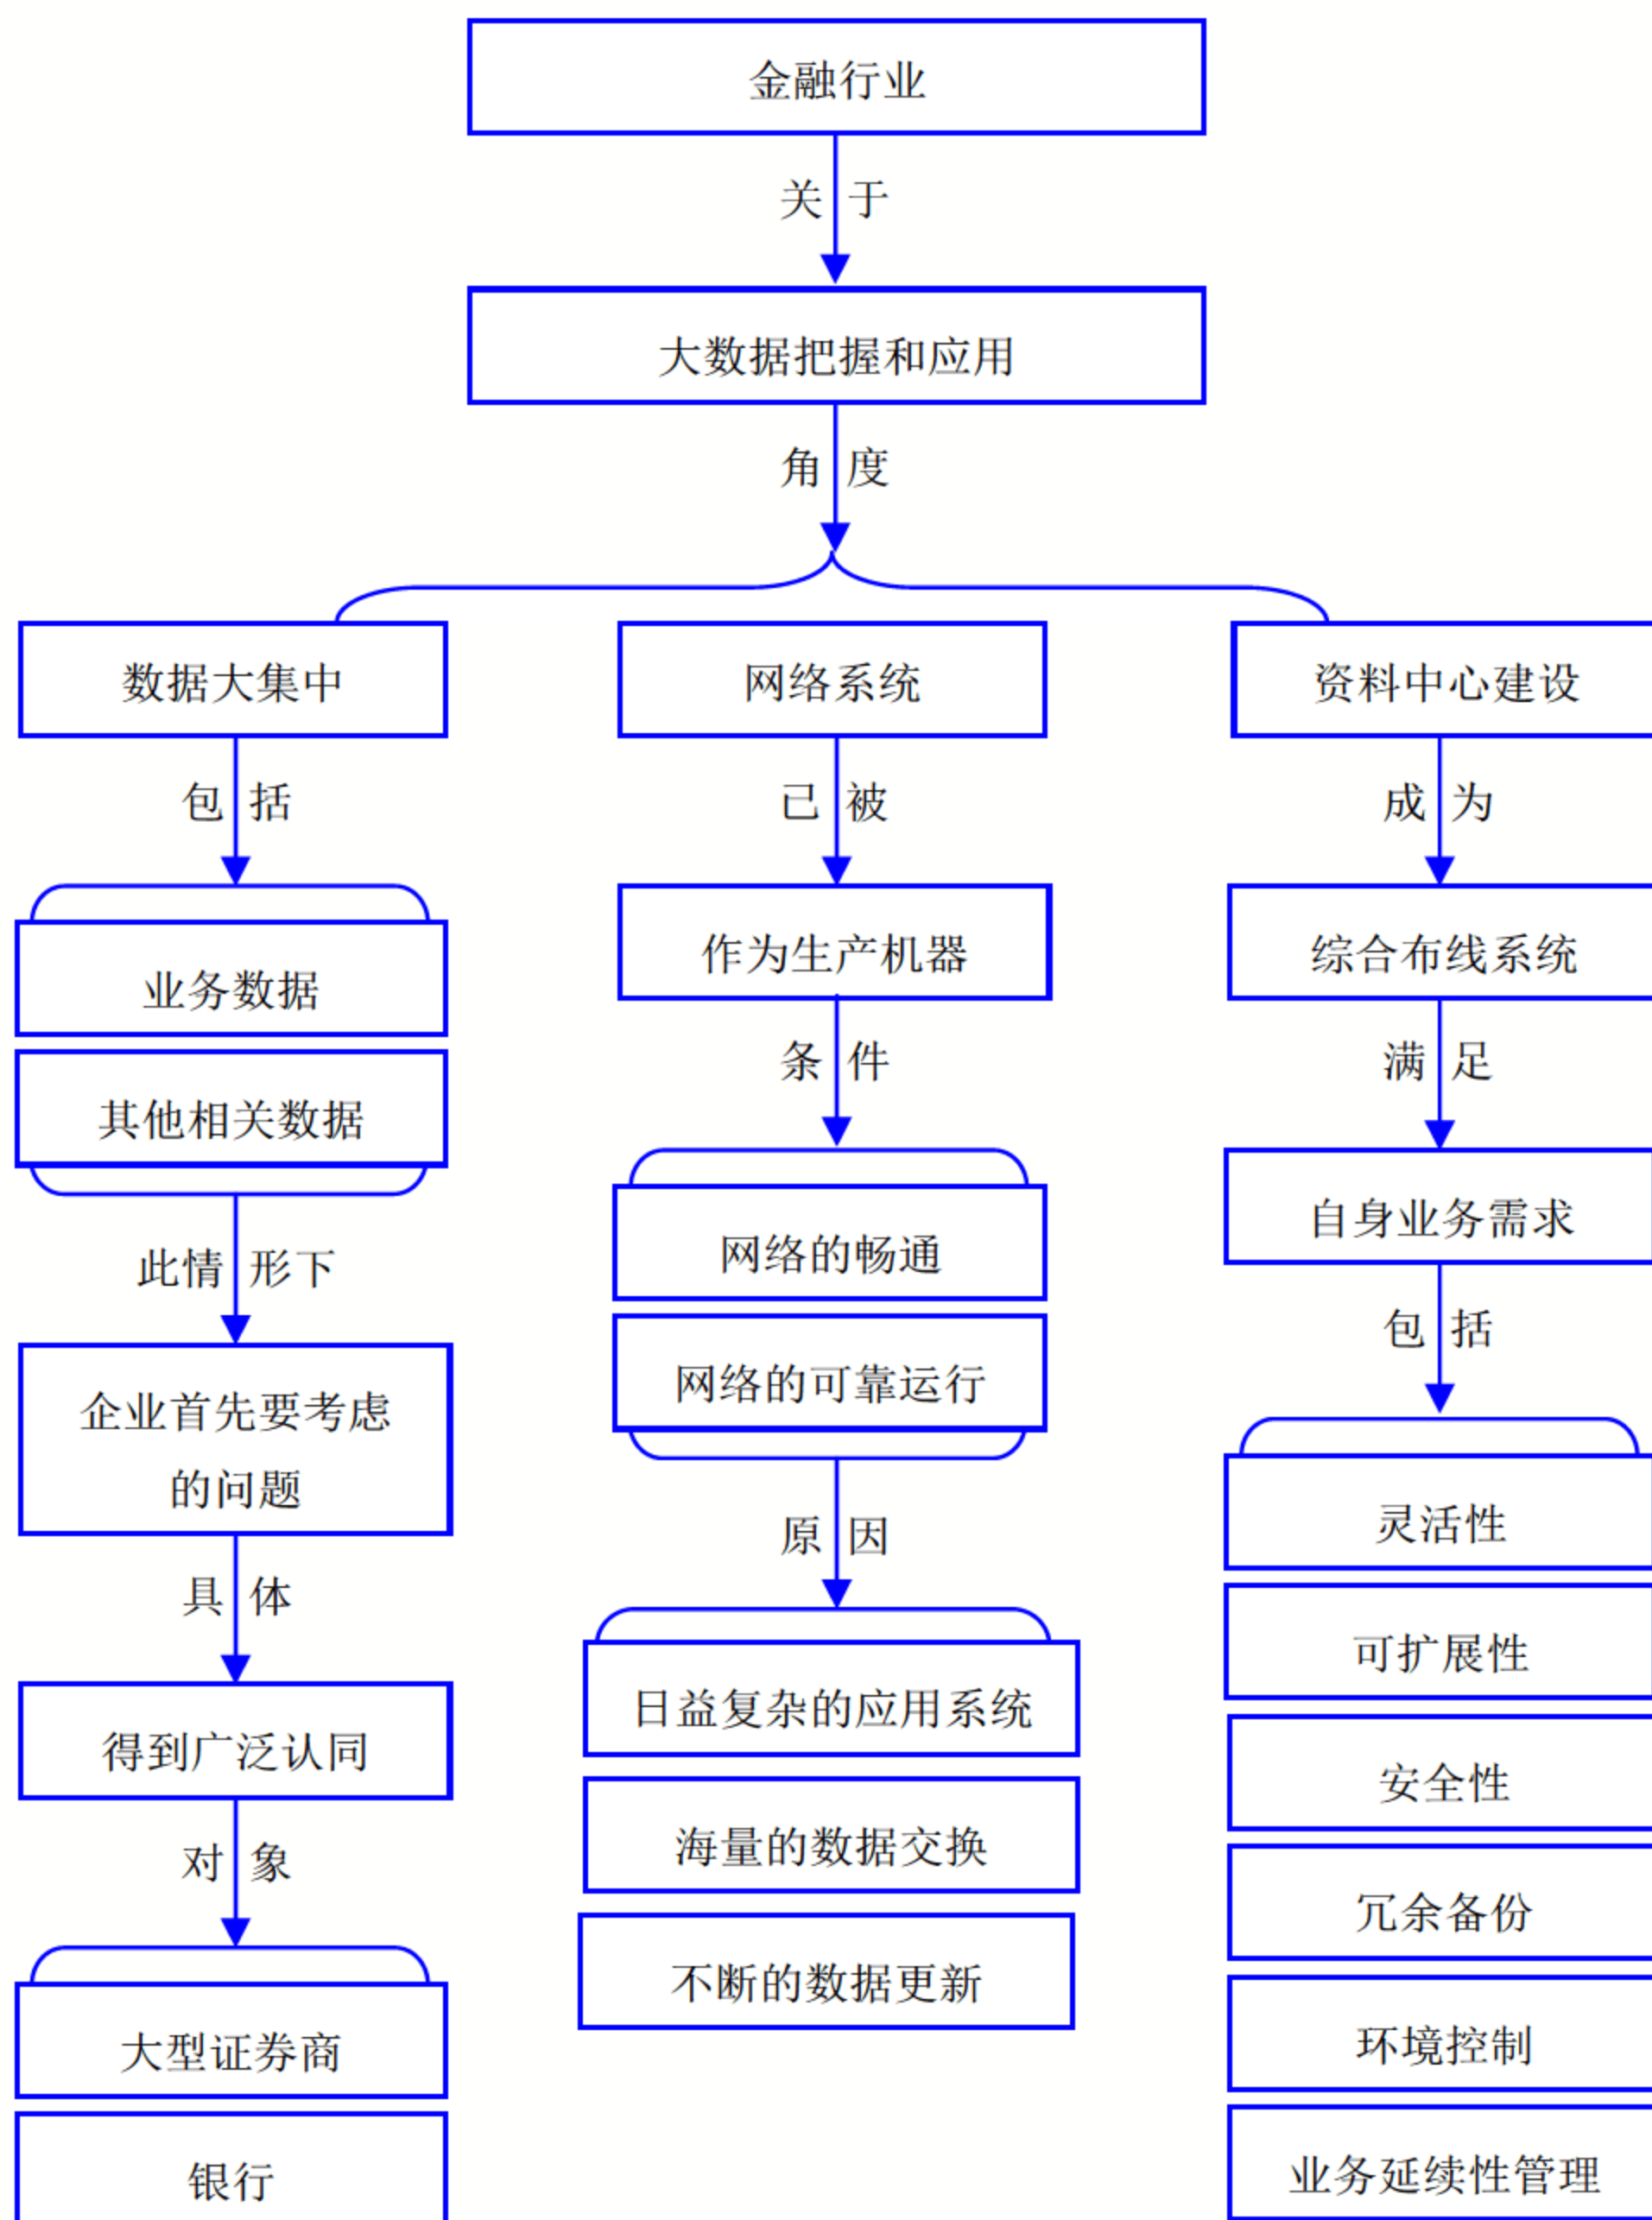 金融行业
关于
大数据把握和应用
角度
数据大集中
包括
业务数据
其他相关数据
此情形下
企业首先要考虑
的问题
具体
得到广泛认同
对象
大型证券商
银行
网络系统
已被
作为生产机器
条件
网络的畅通
网络的可靠运行
原因
日益复杂的应用系统
海量的数据交换
不断的数据更新
资料中心建设
成为
综合布线系统
满足
自身业务需求
包括
灵活性
可扩展性
安全性
冗余备份
环境控制
业务延续性管理